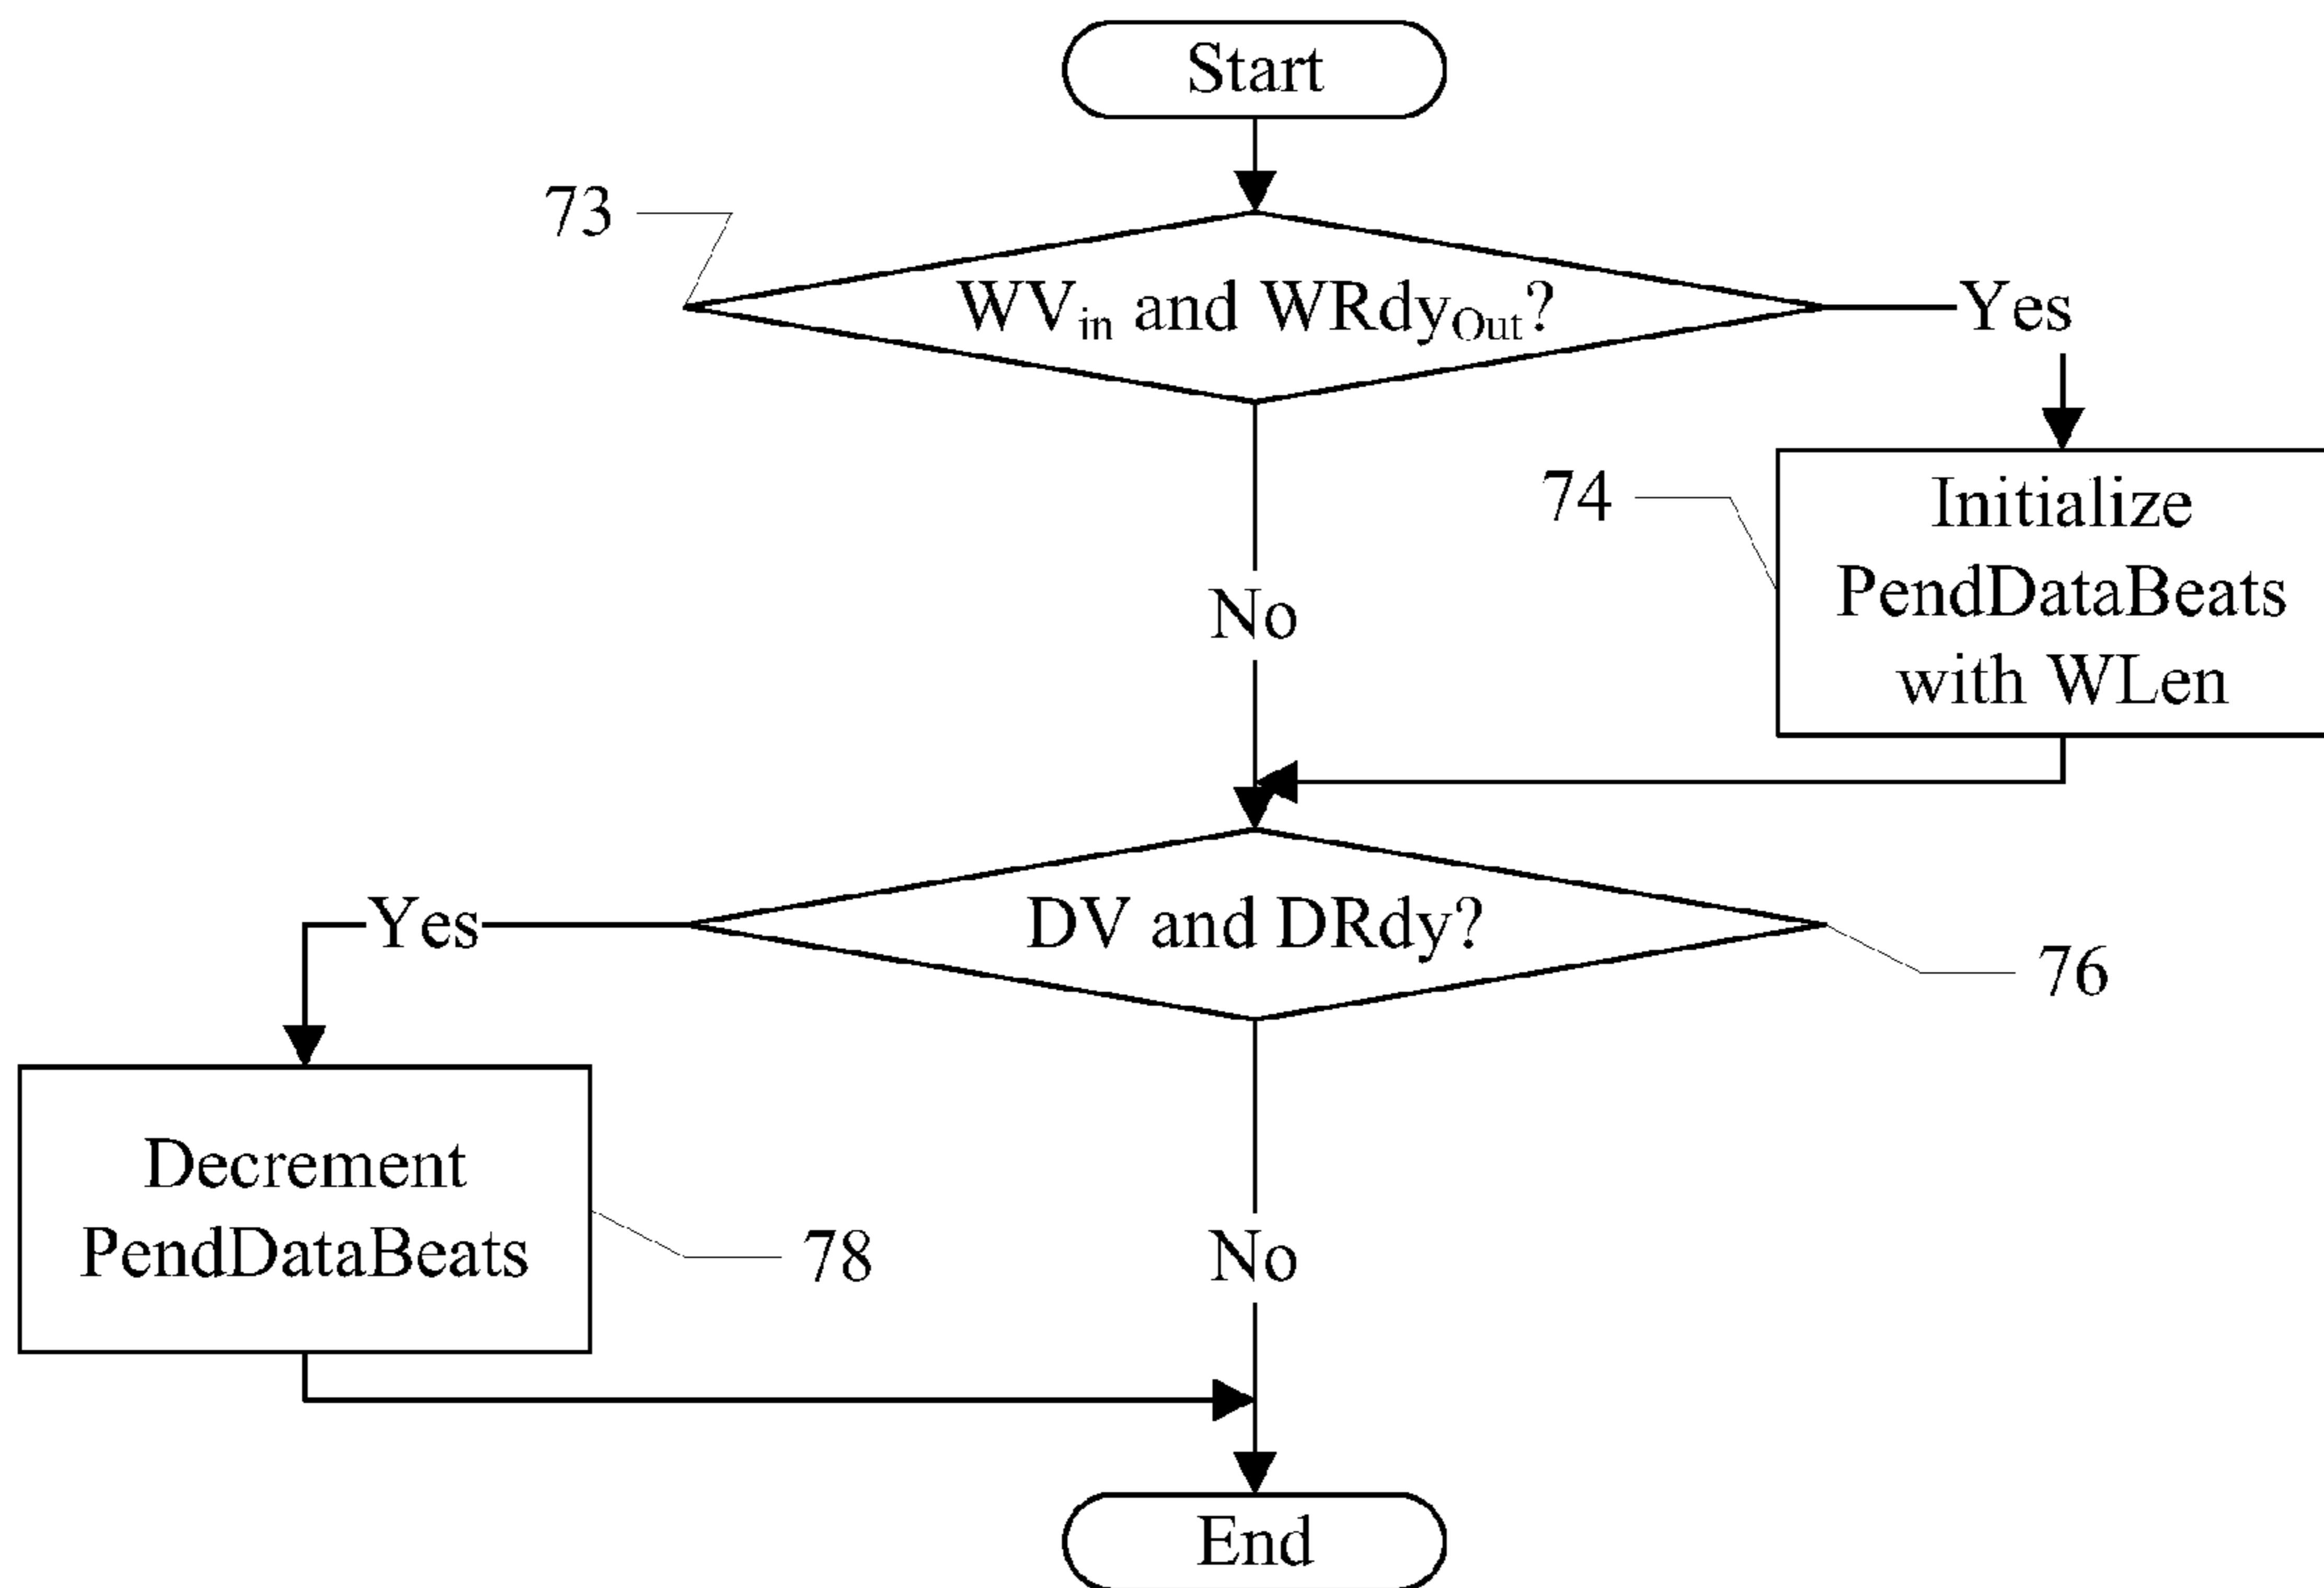 Start
73
WVin and WRdyOut?
Yes
74
Initialize
PendDataBeats
with WLen
No
DV and DRdy?
Yes
76
Decrement
PendDataBeats
78
No
End